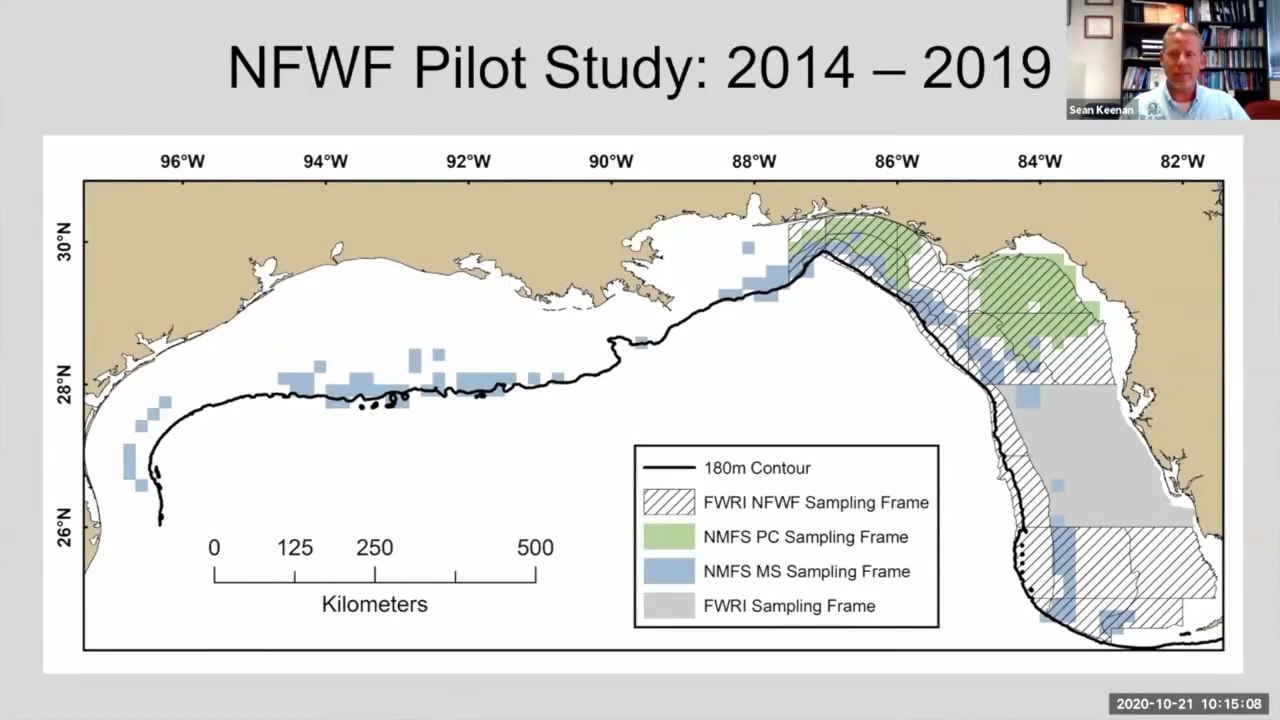 NFWF Pilot Study: 2014 – 2019
Sean Keenan
96°W 94°W 92°W 90°W 88°W 86°W 84°W 82°W
30°N
28°N
26°N
180m Contour
FWRI NFWF Sampling Frame
NMFS PC Sampling Frame
NMFS MS Sampling Frame
FWRI Sampling Frame
0 125 250 500
Kilometers
2020-10-21 10:15:08